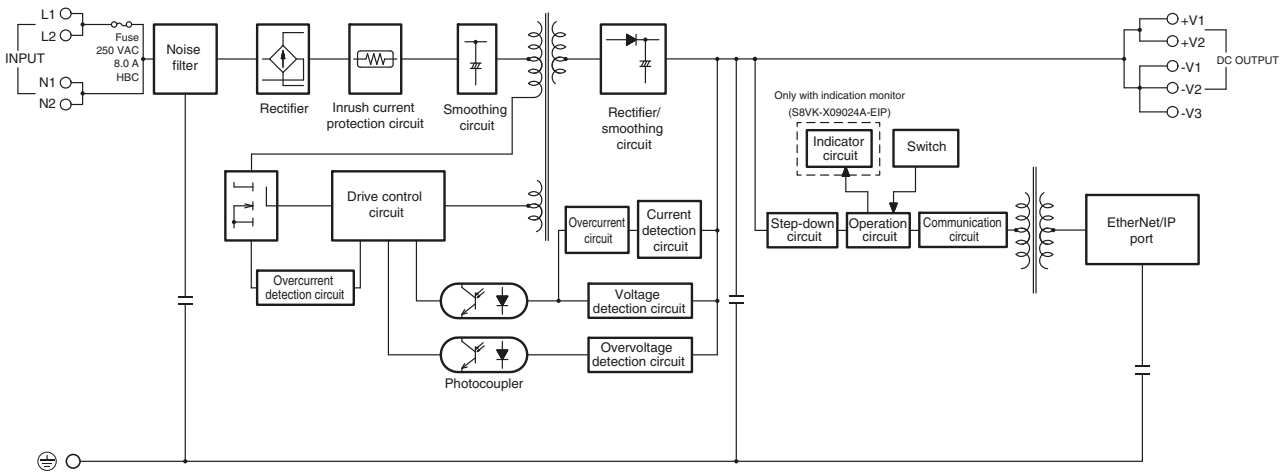 L1
L2
INPUT
N1
N2
Fuse
250 VAC
8.0 A
HBC
Noise
filter
Rectifier
Inrush current
protection circuit
Smoothing
circuit
Rectifier/
smoothing
circuit
+V1
+V2
-V1
-V2
-V3
DC OUTPUT
Only with indication monitor
(S8VK-X09024A-EIP)
Indicator
circuit
Switch
Drive control
circuit
Overcurrent
detection circuit
Overcurrent
circuit
Current
detection
circuit
Step-down
circuit
Operation
circuit
Communication
circuit
EtherNet/IP
port
Voltage
detection circuit
Overvoltage
detection circuit
Photocoupler